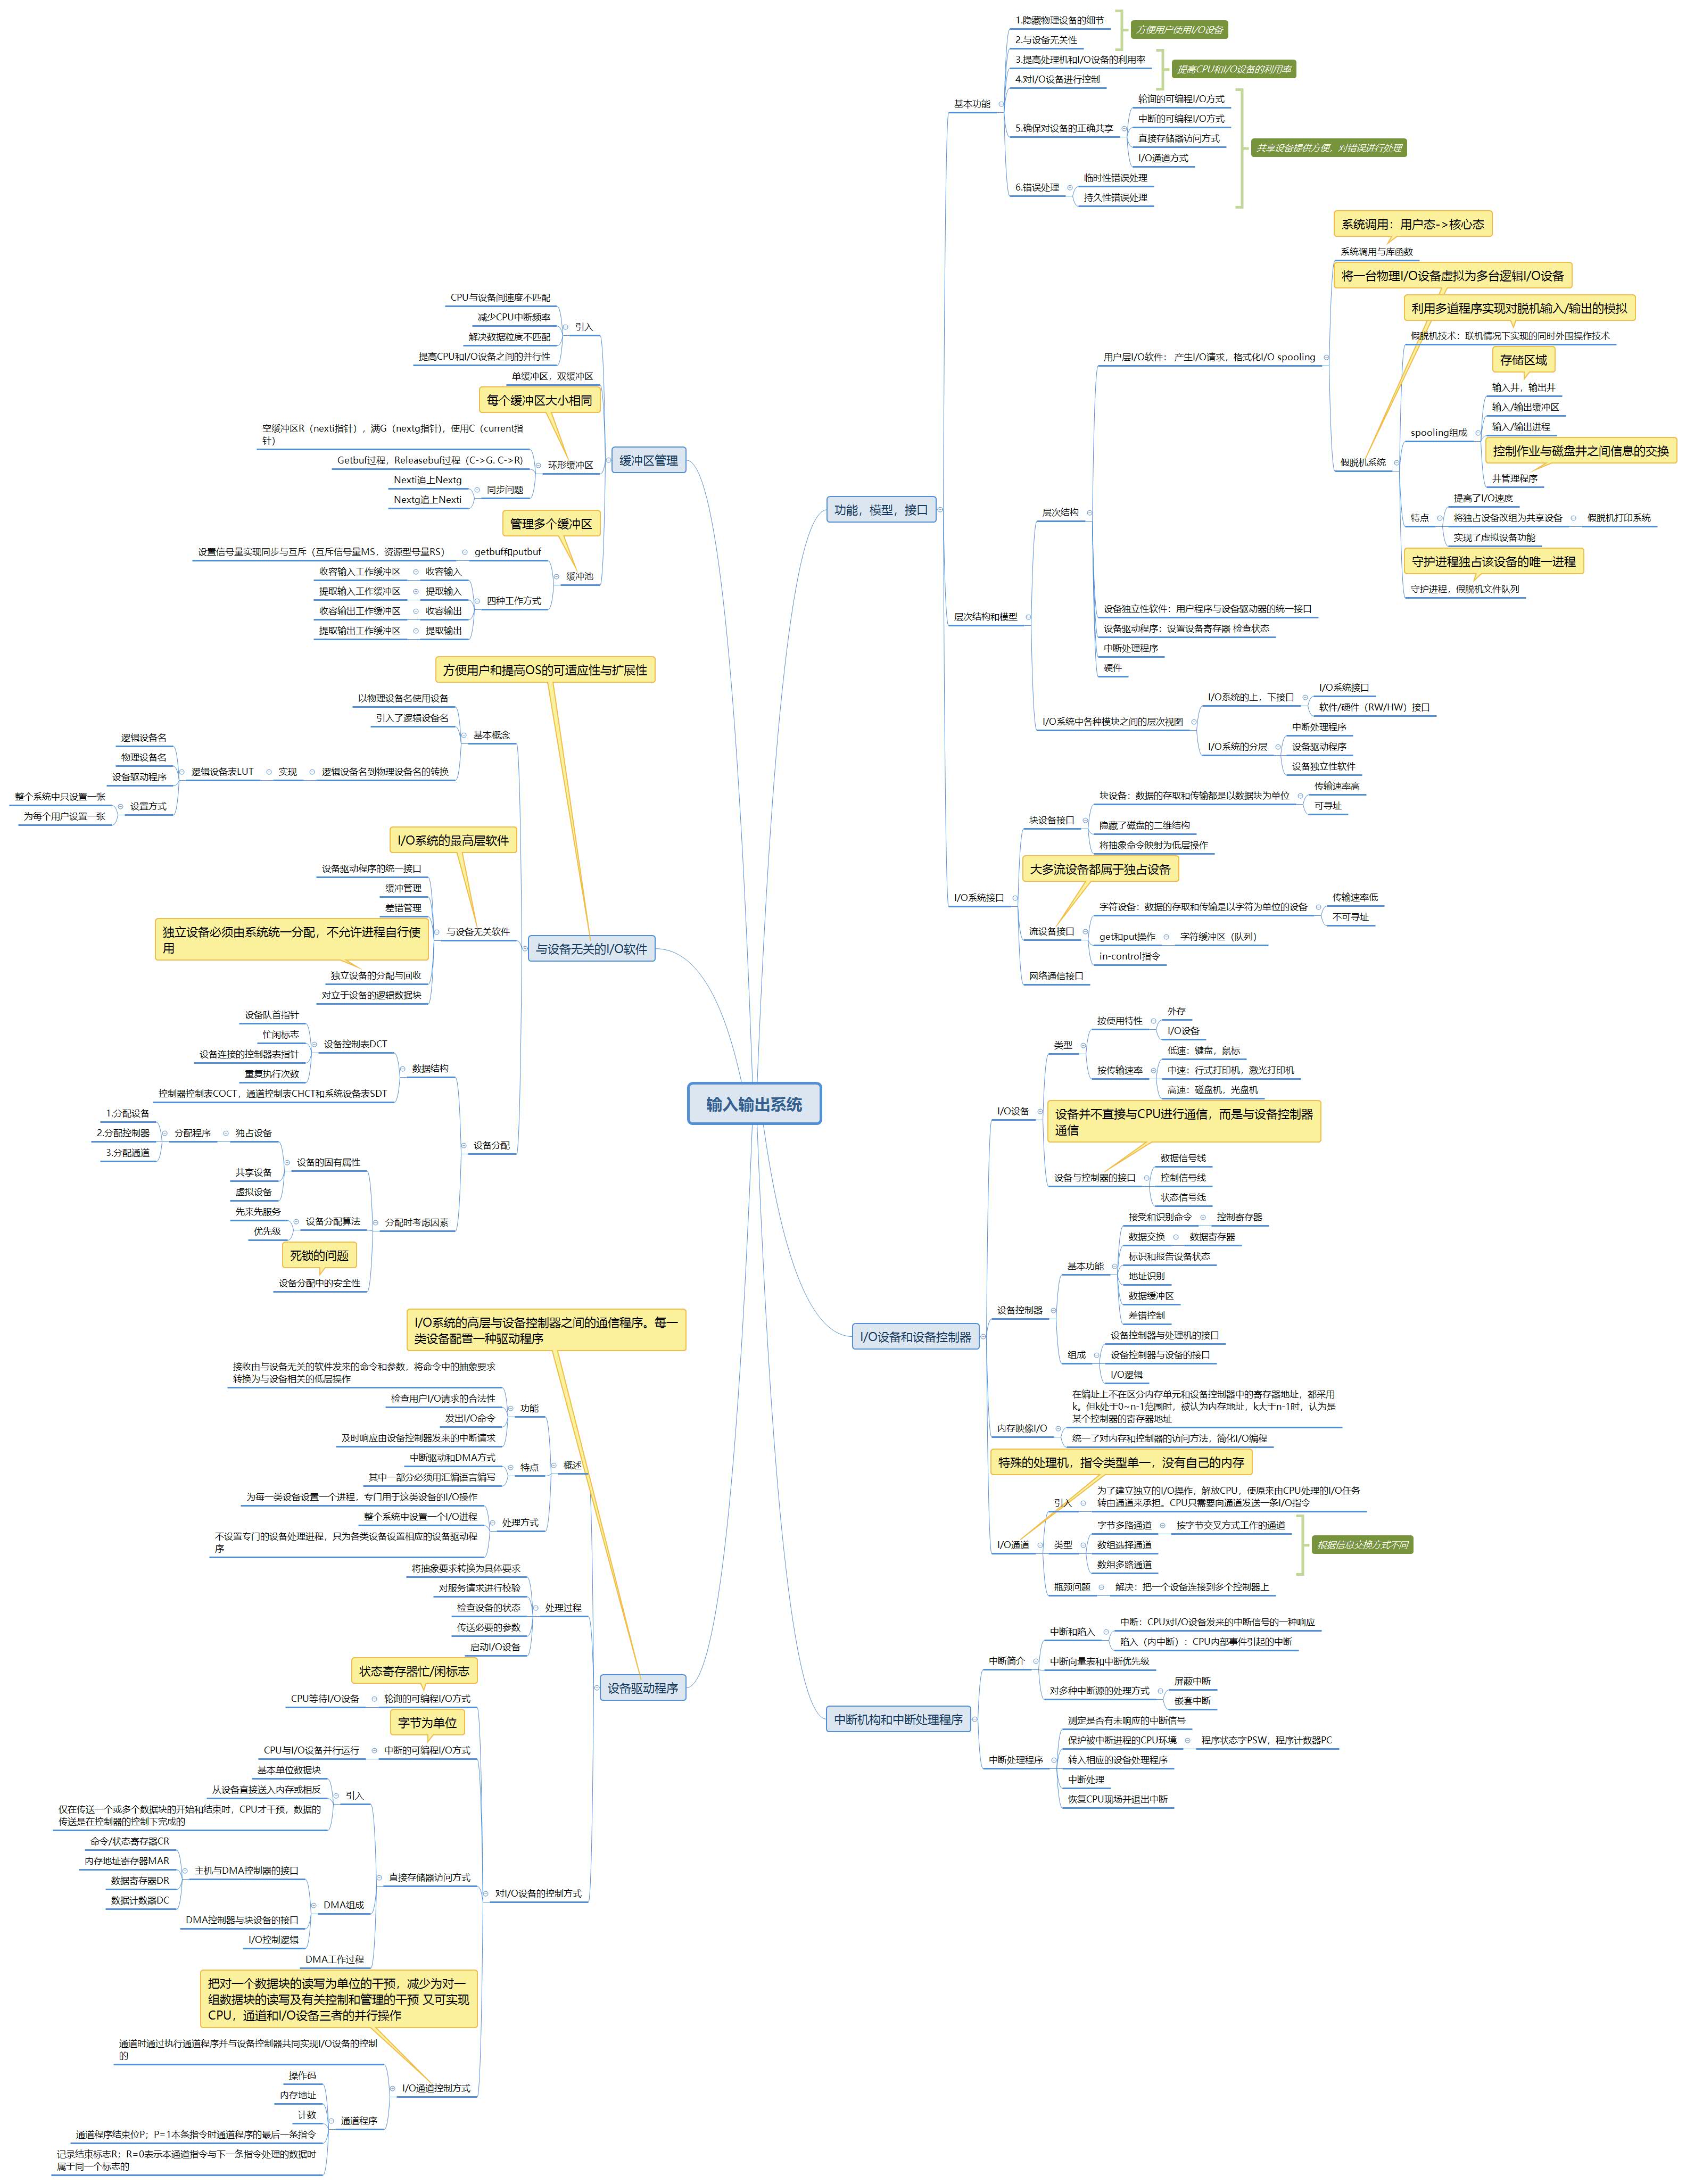 输入输出系统
功能，模型，接口
基本功能
1.隐藏物理设备的细节
2.与设备无关性
方便用户使用I/O设备
3.提高处理机和I/O设备的利用率
4.对I/O设备进行控制
提高CPU和I/O设备的利用率
5.确保对设备的正确共享
轮询的可编程I/O方式
中断的可编程I/O方式
直接存储器访问方式
I/O通道方式
6.错误处理
临时性错误处理
持久性错误处理
共享设备提供方便，对错误进行处理
层次结构和模型
层次结构
用户层I/O软件： 产生I/O请求，格式化I/O spooling
系统调用：用户态->核心态
系统调用与库函数
将一台物理I/O设备虚拟为多台逻辑I/O设备
假脱机系统
利用多道程序实现对脱机输入/输出的模拟
假脱机技术：联机情况下实现的同时外围操作技术
spooling组成
存储区域
输入井，输出井
输入/输出缓冲区
输入/输出进程
控制作业与磁盘井之间信息的交换
井管理程序
特点
提高了I/O速度
将独占设备改组为共享设备
假脱机打印系统
实现了虚拟设备功能
守护进程独占该设备的唯一进程
守护进程，假脱机文件队列
设备独立性软件：用户程序与设备驱动器的统一接口
设备驱动程序：设置设备寄存器 检查状态
中断处理程序
硬件
I/O系统中各种模块之间的层次视图
I/O系统的上，下接口
I/O系统接口
软件/硬件（RW/HW）接口
I/O系统的分层
中断处理程序
设备驱动程序
设备独立性软件
I/O系统接口
块设备接口
块设备：数据的存取和传输都是以数据块为单位
传输速率高
可寻址
隐藏了磁盘的二维结构
将抽象命令映射为低层操作
大多流设备都属于独占设备
流设备接口
字符设备：数据的存取和传输是以字符为单位的设备
传输速率低
不可寻址
get和put操作
字符缓冲区（队列）
in-control指令
网络通信接口
I/O设备和设备控制器
I/O设备
类型
按使用特性
外存
I/O设备
按传输速率
低速：键盘，鼠标
中速：行式打印机，激光打印机
高速：磁盘机，光盘机
设备并不直接与CPU进行通信，而是与设备控制器
通信
设备与控制器的接口
数据信号线
控制信号线
状态信号线
设备控制器
基本功能
接受和识别命令
控制寄存器
数据交换
数据寄存器
标识和报告设备状态
地址识别
数据缓冲区
差错控制
组成
设备控制器与处理机的接口
设备控制器与设备的接口
I/O逻辑
内存映像I/O
在编址上不在区分内存单元和设备控制器中的寄存器地址，都采用
k。但k处于0~n-1范围时，被认为内存地址，k大于n-1时，认为是
某个控制器的寄存器地址
统一了对内存和控制器的访问方法，简化I/O编程
特殊的处理机，指令类型单一，没有自己的内存
I/O通道
引入
为了建立独立的I/O操作，解放CPU，使原来由CPU处理的I/O任务
转由通道来承担。CPU只需要向通道发送一条I/O指令
类型
字节多路通道
按字节交叉方式工作的通道
数组选择通道
数组多路通道
根据信息交换方式不同
瓶颈问题
解决：把一个设备连接到多个控制器上
中断机构和中断处理程序
中断简介
中断和陷入
中断：CPU对I/O设备发来的中断信号的一种响应
陷入（内中断）：CPU内部事件引起的中断
中断向量表和中断优先级
对多种中断源的处理方式
屏蔽中断
嵌套中断
中断处理程序
测定是否有未响应的中断信号
保护被中断进程的CPU环境
程序状态字PSW，程序计数器PC
转入相应的设备处理程序
中断处理
恢复CPU现场并退出中断
缓冲区管理
引入
CPU与设备间速度不匹配
减少CPU中断频率
解决数据粒度不匹配
提高CPU和I/O设备之间的并行性
单缓冲区，双缓冲区
每个缓冲区大小相同
环形缓冲区
空缓冲区R（nexti指针），满G（nextg指针），使用C（current指
针）
Getbuf过程，Releasebuf过程（C->G. C->R)
同步问题
Nexti追上Nextg
Nextg追上Nexti
管理多个缓冲区
缓冲池
getbuf和putbuf
设置信号量实现同步与互斥（互斥信号量MS，资源型号量RS）
四种工作方式
收容输入
收容输入工作缓冲区
提取输入
提取输入工作缓冲区
收容输出
收容输出工作缓冲区
提取输出
提取输出工作缓冲区
方便用户和提高OS的可适应性与扩展性
与设备无关的I/O软件
基本概念
以物理设备名使用设备
引入了逻辑设备名
逻辑设备名到物理设备名的转换
实现
逻辑设备表LUT
逻辑设备名
物理设备名
设备驱动程序
设置方式
整个系统中只设置一张
为每个用户设置一张
I/O系统的最高层软件
与设备无关软件
设备驱动程序的统一接口
缓冲管理
差错管理
独立设备必须由系统统一分配，不允许进程自行使
用
独立设备的分配与回收
对立于设备的逻辑数据块
设备分配
数据结构
设备控制表DCT
设备队首指针
忙闲标志
设备连接的控制器表指针
重复执行次数
控制器控制表COCT，通道控制表CHCT和系统设备表SDT
分配时考虑因素
设备的固有属性
独占设备
分配程序
1.分配设备
2.分配控制器
3.分配通道
共享设备
虚拟设备
设备分配算法
先来先服务
优先级
死锁的问题
设备分配中的安全性
I/O系统的高层与设备控制器之间的通信程序。每一
类设备配置一种驱动程序
设备驱动程序
概述
功能
接收由与设备无关的软件发来的命令和参数，将命令中的抽象要求
转换为与设备相关的低层操作
检查用户I/O请求的合法性
发出I/O命令
及时响应由设备控制器发来的中断请求
特点
中断驱动和DMA方式
其中一部分必须用汇编语言编写
处理方式
为每一类设备设置一个进程，专门用于这类设备的I/O操作
整个系统中设置一个I/O进程
不设置专门的设备处理进程，只为各类设备设置相应的设备驱动程
序
处理过程
将抽象要求转换为具体要求
对服务请求进行校验
检查设备的状态
传送必要的参数
启动I/O设备
对I/O设备的控制方式
状态寄存器忙/闲标志
轮询的可编程I/O方式
CPU等待I/O设备
字节为单位
中断的可编程I/O方式
CPU与I/O设备并行运行
直接存储器访问方式
引入
基本单位数据块
从设备直接送入内存或相反
仅在传送一个或多个数据块的开始和结束时，CPU才干预，数据的
传送是在控制器的控制下完成的
DMA组成
主机与DMA控制器的接口
命令/状态寄存器CR
内存地址寄存器MAR
数据寄存器DR
数据计数器DC
DMA控制器与块设备的接口
I/O控制逻辑
DMA工作过程
把对一个数据块的读写为单位的干预，减少为对一
组数据块的读写及有关控制和管理的干预 又可实现
CPU，通道和I/O设备三者的并行操作
I/O通道控制方式
通道时通过执行通道程序并与设备控制器共同实现I/O设备的控制
的
通道程序
操作码
内存地址
计数
通道程序结束位P；P=1本条指令时通道程序的最后一条指令
记录结束标志R；R=0表示本通道指令与下一条指令处理的数据时
属于同一个标志的